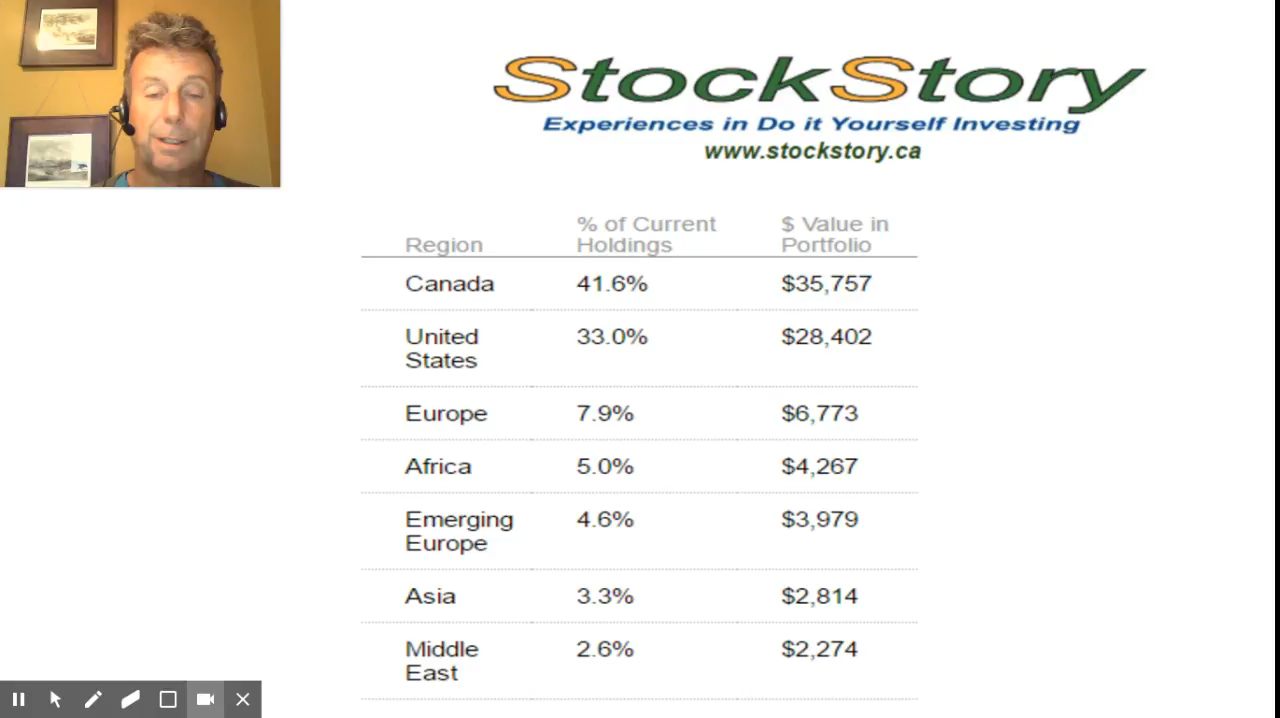 StockStory
Experiences in Do it Yourself Investing
www.stockstory.ca
Region % of Current Holdings $ Value in Portfolio
Canada 41.6% $35,757
United States 33.0% $28,402
Europe 7.9% $6,773
Africa 5.0% $4,267
Emerging Europe 4.6% $3,979
Asia 3.3% $2,814
Middle East 2.6% $2,274